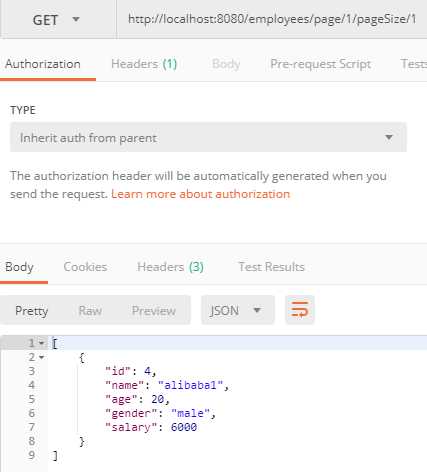 GET http://localhost:8080/employees/page/1/pageSize/1
Authorization Headers (1) Body Pre-request Script Tests
TYPE
Inherit auth from parent
The authorization header will be automatically generated when you
send the request. Learn more about authorization
Body Cookies Headers (3) Test Results
Pretty Raw Preview JSON
1 [
2 {
3 "id": 4,
4 "name": "alibaba1",
5 "age": 20,
6 "gender": "male",
7 "salary": 6000
8 }
9 ]